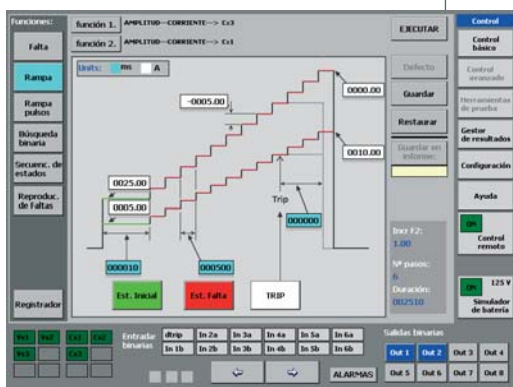 Funciones:
Falta
Rampa
Rampa pulsos
Búsqueda binaria
Secuenc. de estados
Reproduc. de Faltas
Registrador
función 1. AMPLITUD--CORRIENTE--> Cx3
función 2. AMPLITUD--CORRIENTE--> Cx1
Units: ms A
-0005.00
0000.00
0025.00
0005.00
0010.00
Trip
000000
000010
000500
Est. Inicial
Est. Falta
TRIP
EJECUTAR
Defecto
Guardar
Restaurar
Guardar en informe:
Incr F2:
1.00
Nº pasos:
6
Duración:
002510
Control
Control básico
Control avanzado
Herramientas de prueba
Gestor de resultados
Configuración
Ayuda
ON
Control remoto
ON 125 V
Simulador de batería
Vx1 Vx2 Cx1 Cx2
Vx3 Cx3
Entradas binarias
dtrip In 2a In 3a In 4a In 5a In 6a
In 1b In 2b In 3b In 4b In 5b In 6b
ALARMAS
Salidas binarias
Out 1 Out 2 Out 3 Out 4
Out 5 Out 6 Out 7 Out 8